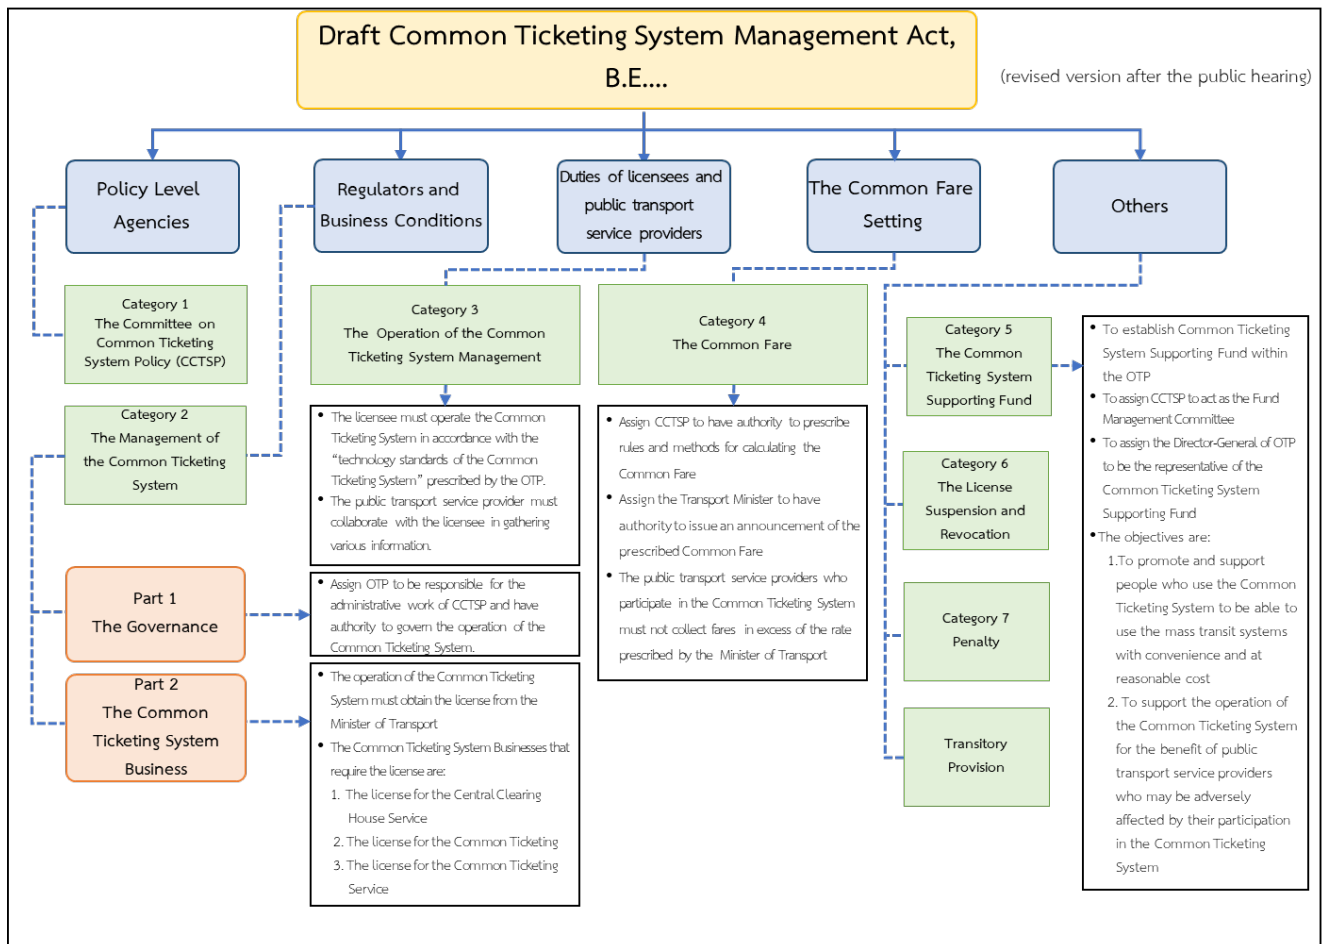 Draft Common Ticketing System Management Act,
B.E....
(revised version after the public hearing)
Policy Level
Agencies
Regulators and
Business Conditions
Duties of licensees and
public transport
service providers
The Common Fare
Setting
Others
Category 1
The Committee on
Common Ticketing
System Policy (CCTSP)
Category 2
The Management of
the Common Ticketing
System
Part 1
The Governance
Part 2
The Common
Ticketing System
Business
Category 3
The Operation of the Common
Ticketing System Management
• The licensee must operate the Common
Ticketing System in accordance with the
“technology standards of the Common
Ticketing System” prescribed by the OTP.
• The public transport service provider must
collaborate with the licensee in gathering
various information.
• Assign OTP to be responsible for the
administrative work of CCTSP and have
authority to govern the operation of the
Common Ticketing System.
• The operation of the Common Ticketing
System must obtain the license from the
Minister of Transport
• The Common Ticketing System Businesses that
require the license are:
1. The license for the Central Clearing
House Service
2. The license for the Common Ticketing
3. The license for the Common Ticketing
Service
Category 4
The Common Fare
• Assign CCTSP to have authority to prescribe
rules and methods for calculating the
Common Fare
• Assign the Transport Minister to have
authority to issue an announcement of the
prescribed Common Fare
• The public transport service providers who
participate in the Common Ticketing System
must not collect fares in excess of the rate
prescribed by the Minister of Transport
Category 5
The Common
Ticketing System
Supporting Fund
Category 6
The License
Suspension and
Revocation
Category 7
Penalty
Transitory
Provision
• To establish Common Ticketing
System Supporting Fund within
the OTP
• To assign CCTSP to act as the Fund
Management Committee
• To assign the Director-General of OTP
to be the representative of the
Common Ticketing System
Supporting Fund
• The objectives are:
1.To promote and support
people who use the Common
Ticketing System to be able to
use the mass transit systems
with convenience and at
reasonable cost
2. To support the operation of
the Common Ticketing System
for the benefit of public
transport service providers
who may be adversely
affected by their participation
in the Common Ticketing
System